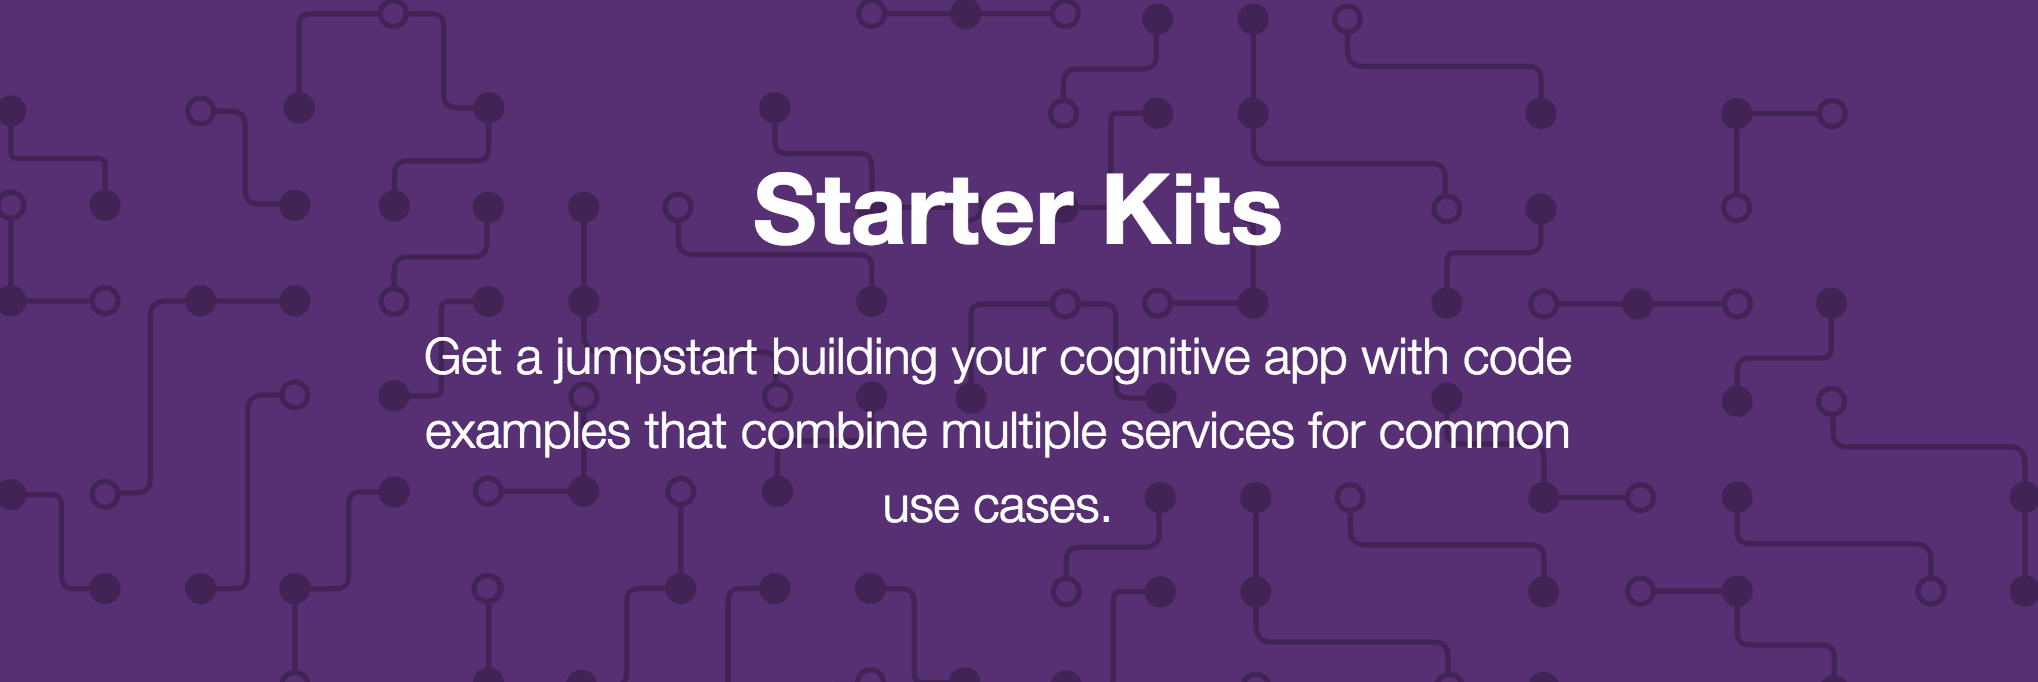 Starter Kits
Get a jumpstart building your cognitive app with code
examples that combine multiple services for common
use cases.